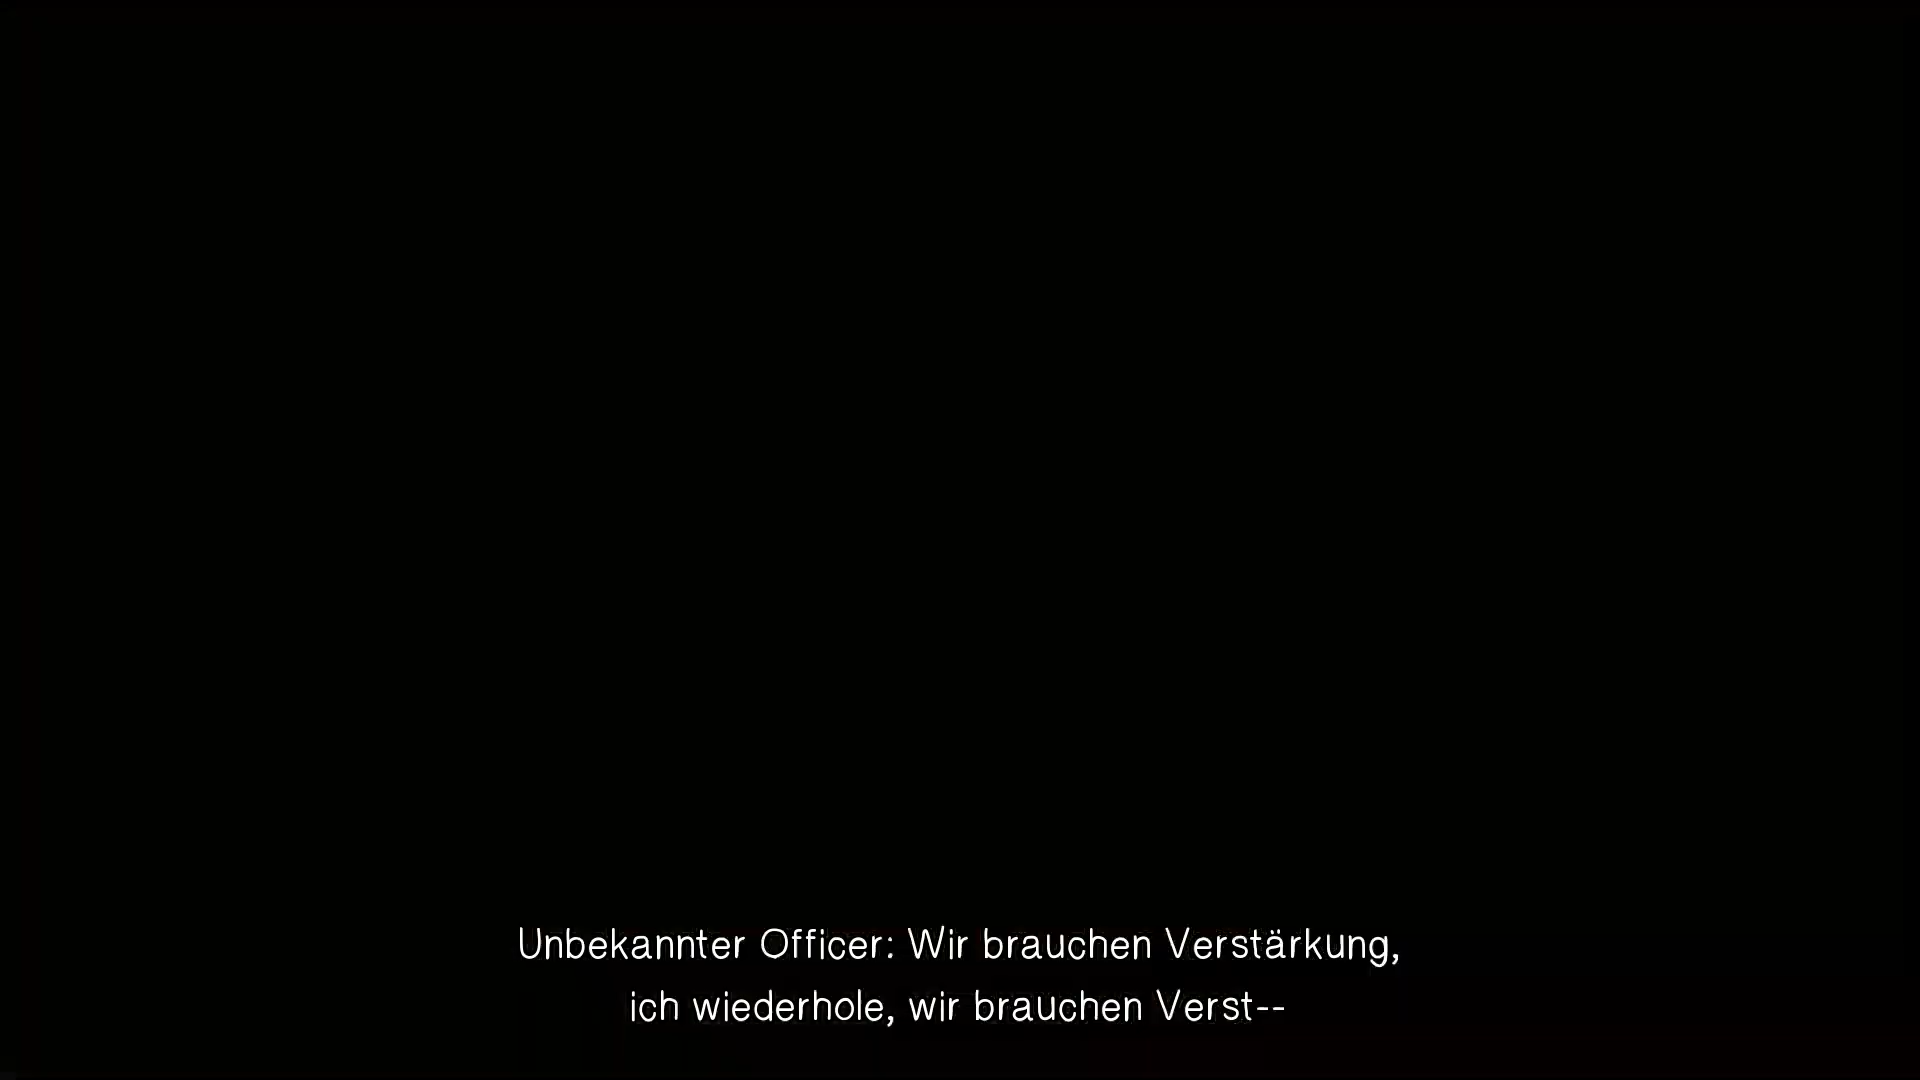 Unbekannter Officer: Wir brauchen Verstärkung,
ich wiederhole, wir brauchen Verst--